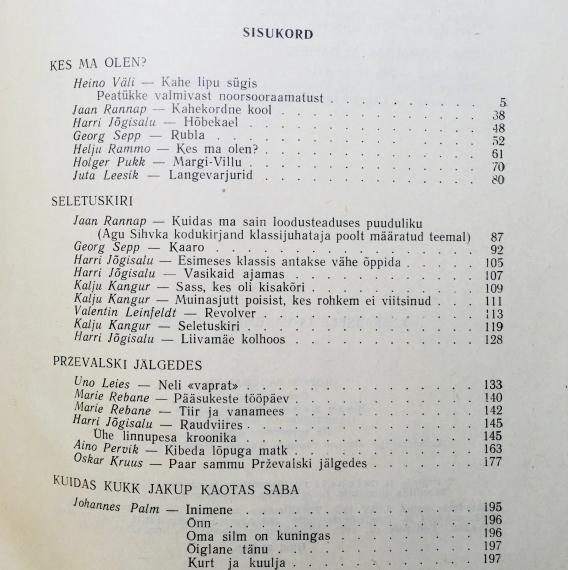 SISUKORD
KES MA OLEN?
Heino Väli — Kahe lipu sügis
Peatükke valmivast noorsooraamatust . . . . . . . . . 5
Jaan Rannap — Kahekordne kool . . . . . . . . . 38
Harri Jõgisalu — Hõbekael . . . . . . . . . 48
Georg Sepp — Rubla . . . . . . . . . 52
Helju Rammo — Kes ma olen? . . . . . . . . . 61
Holger Pukk — Margi-Villu . . . . . . . . . 70
Juta Leesik — Langevarjurid . . . . . . . . . 80
SELETUSKIRI
Jaan Rannap — Kuidas ma sain loodusteaduses puuduliku
(Agu Sihvka kodukirjand klassijuhataja poolt määratud teemal) 87
Georg Sepp — Kaaro . . . . . . . . . 92
Harri Jõgisalu — Esimeses klassis antakse vähe õppida . . . . 105
Harri Jõgisalu — Vasikaid ajamas . . . . . . . . . 107
Kalju Kangur — Sass, kes oli kisakõri . . . . . . . . 109
Kalju Kangur — Muinasjutt poisist, kes rohkem ei viitsinud . . . 111
Valentin Leinfeldt — Revolver . . . . . . . . . 113
Kalju Kangur — Seletuskiri . . . . . . . . . 119
Harri Jõgisalu — Liivamäe kolhoos . . . . . . . . . 128
PRZEVALSKI JÄLGEDES
Uno Leies — Neli «vaprat» . . . . . . . . . 133
Marie Rebane — Pääsukeste tööpäev . . . . . . . . 140
Marie Rebane — Tiir ja vanamees . . . . . . . . . 142
Harri Jõgisalu — Raudviires . . . . . . . . . 145
Ühe linnupesa kroonika . . . . . . . . . 145
Aino Pervik — Kibeda lõpuga matk . . . . . . . . . 163
Oskar Kruus — Paar sammu Prževalski jälgedes . . . . . . 177
KUIDAS KUKK JAKUP KAOTAS SABA
Johannes Palm — Inimene . . . . . . . . . 195
Õnn . . . . . . . . . 196
Oma silm on kuningas . . . . . . . . 196
Õiglane tänu . . . . . . . . . 197
Kurt ja kuulja . . . . . . . . . 197